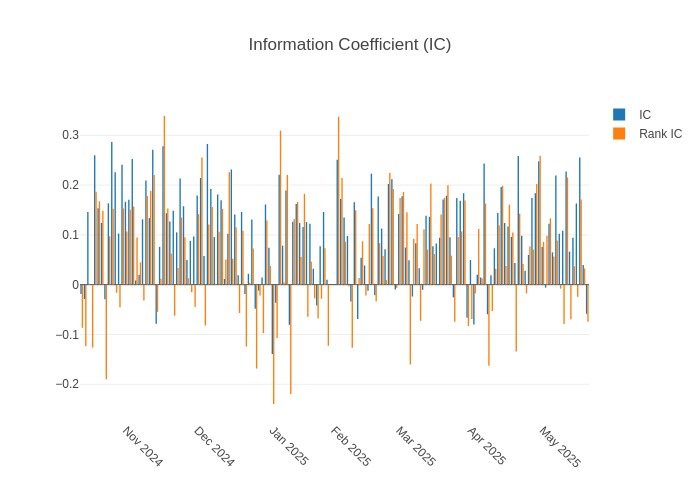 Information Coefficient (IC)
IC
Rank IC
0.3
0.2
0.1
0
−0.1
−0.2
Nov 2024
Dec 2024
Jan 2025
Feb 2025
Mar 2025
Apr 2025
May 2025